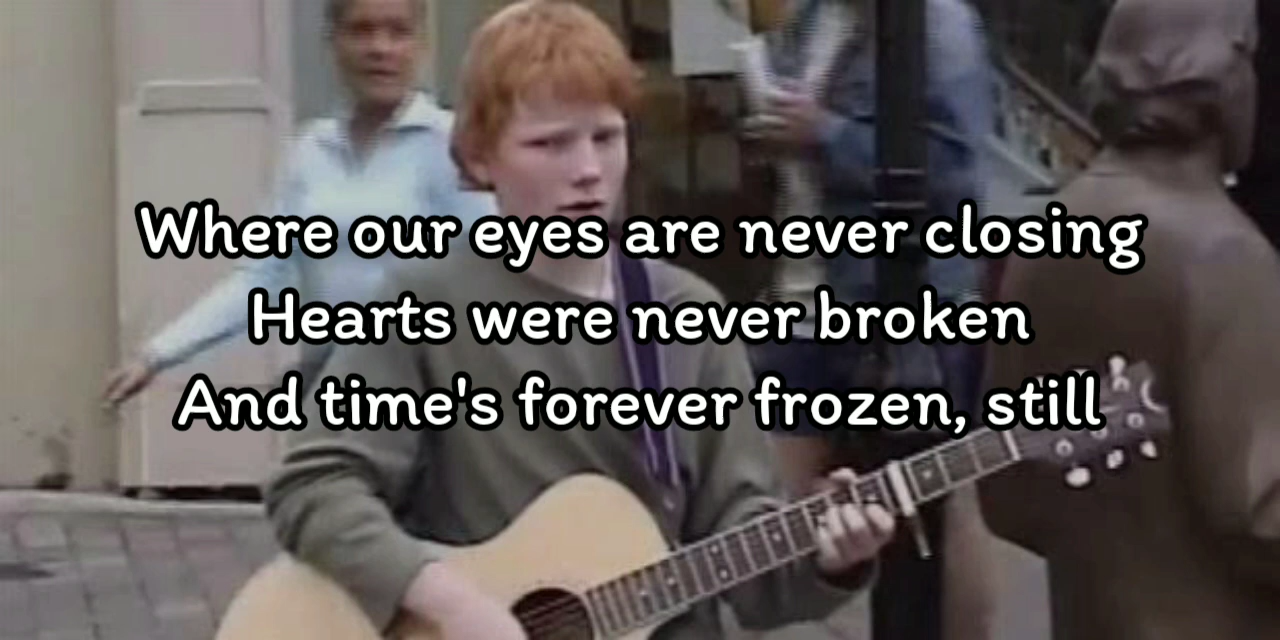 Where our eyes are never closing
Hearts were never broken
And time's forever frozen, still